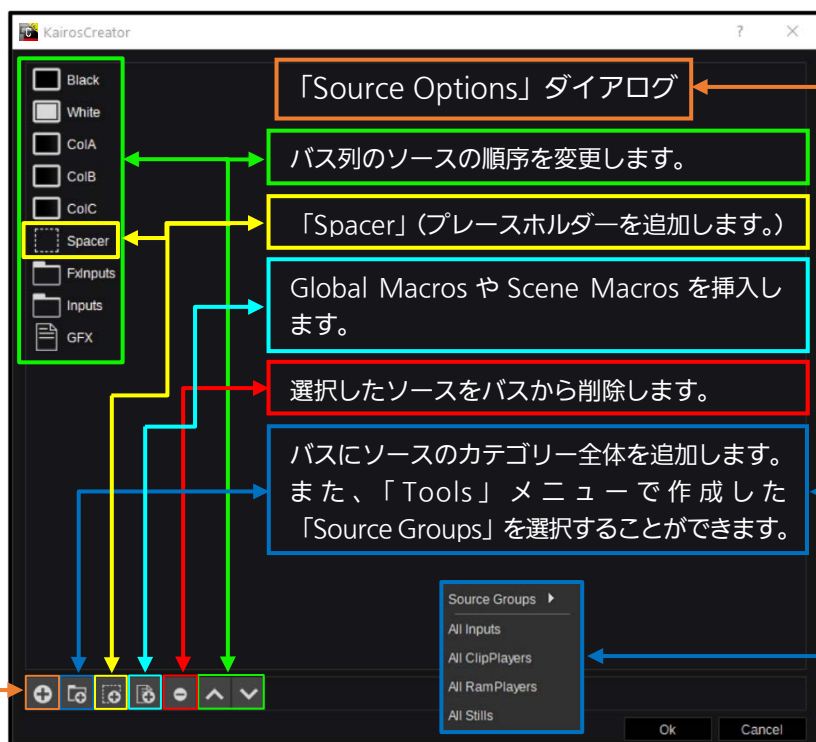 KairosCreator
Black
「Source Options」ダイアログ
White
ColA
バス列のソースの順序を変更します。
ColB
ColC
「Spacer」(プレースホルダーを追加します。)
Spacer
FxInputs
Global Macros や Scene Macros を挿入し
ます。
Inputs
GFX
選択したソースをバスから削除します。
バスにソースのカテゴリー全体を追加します。
また、「Tools」メニューで作成した
「Source Groups」を選択することができます。
Source Groups
All Inputs
All ClipPlayers
All RamPlayers
All Stills
Ok
Cancel